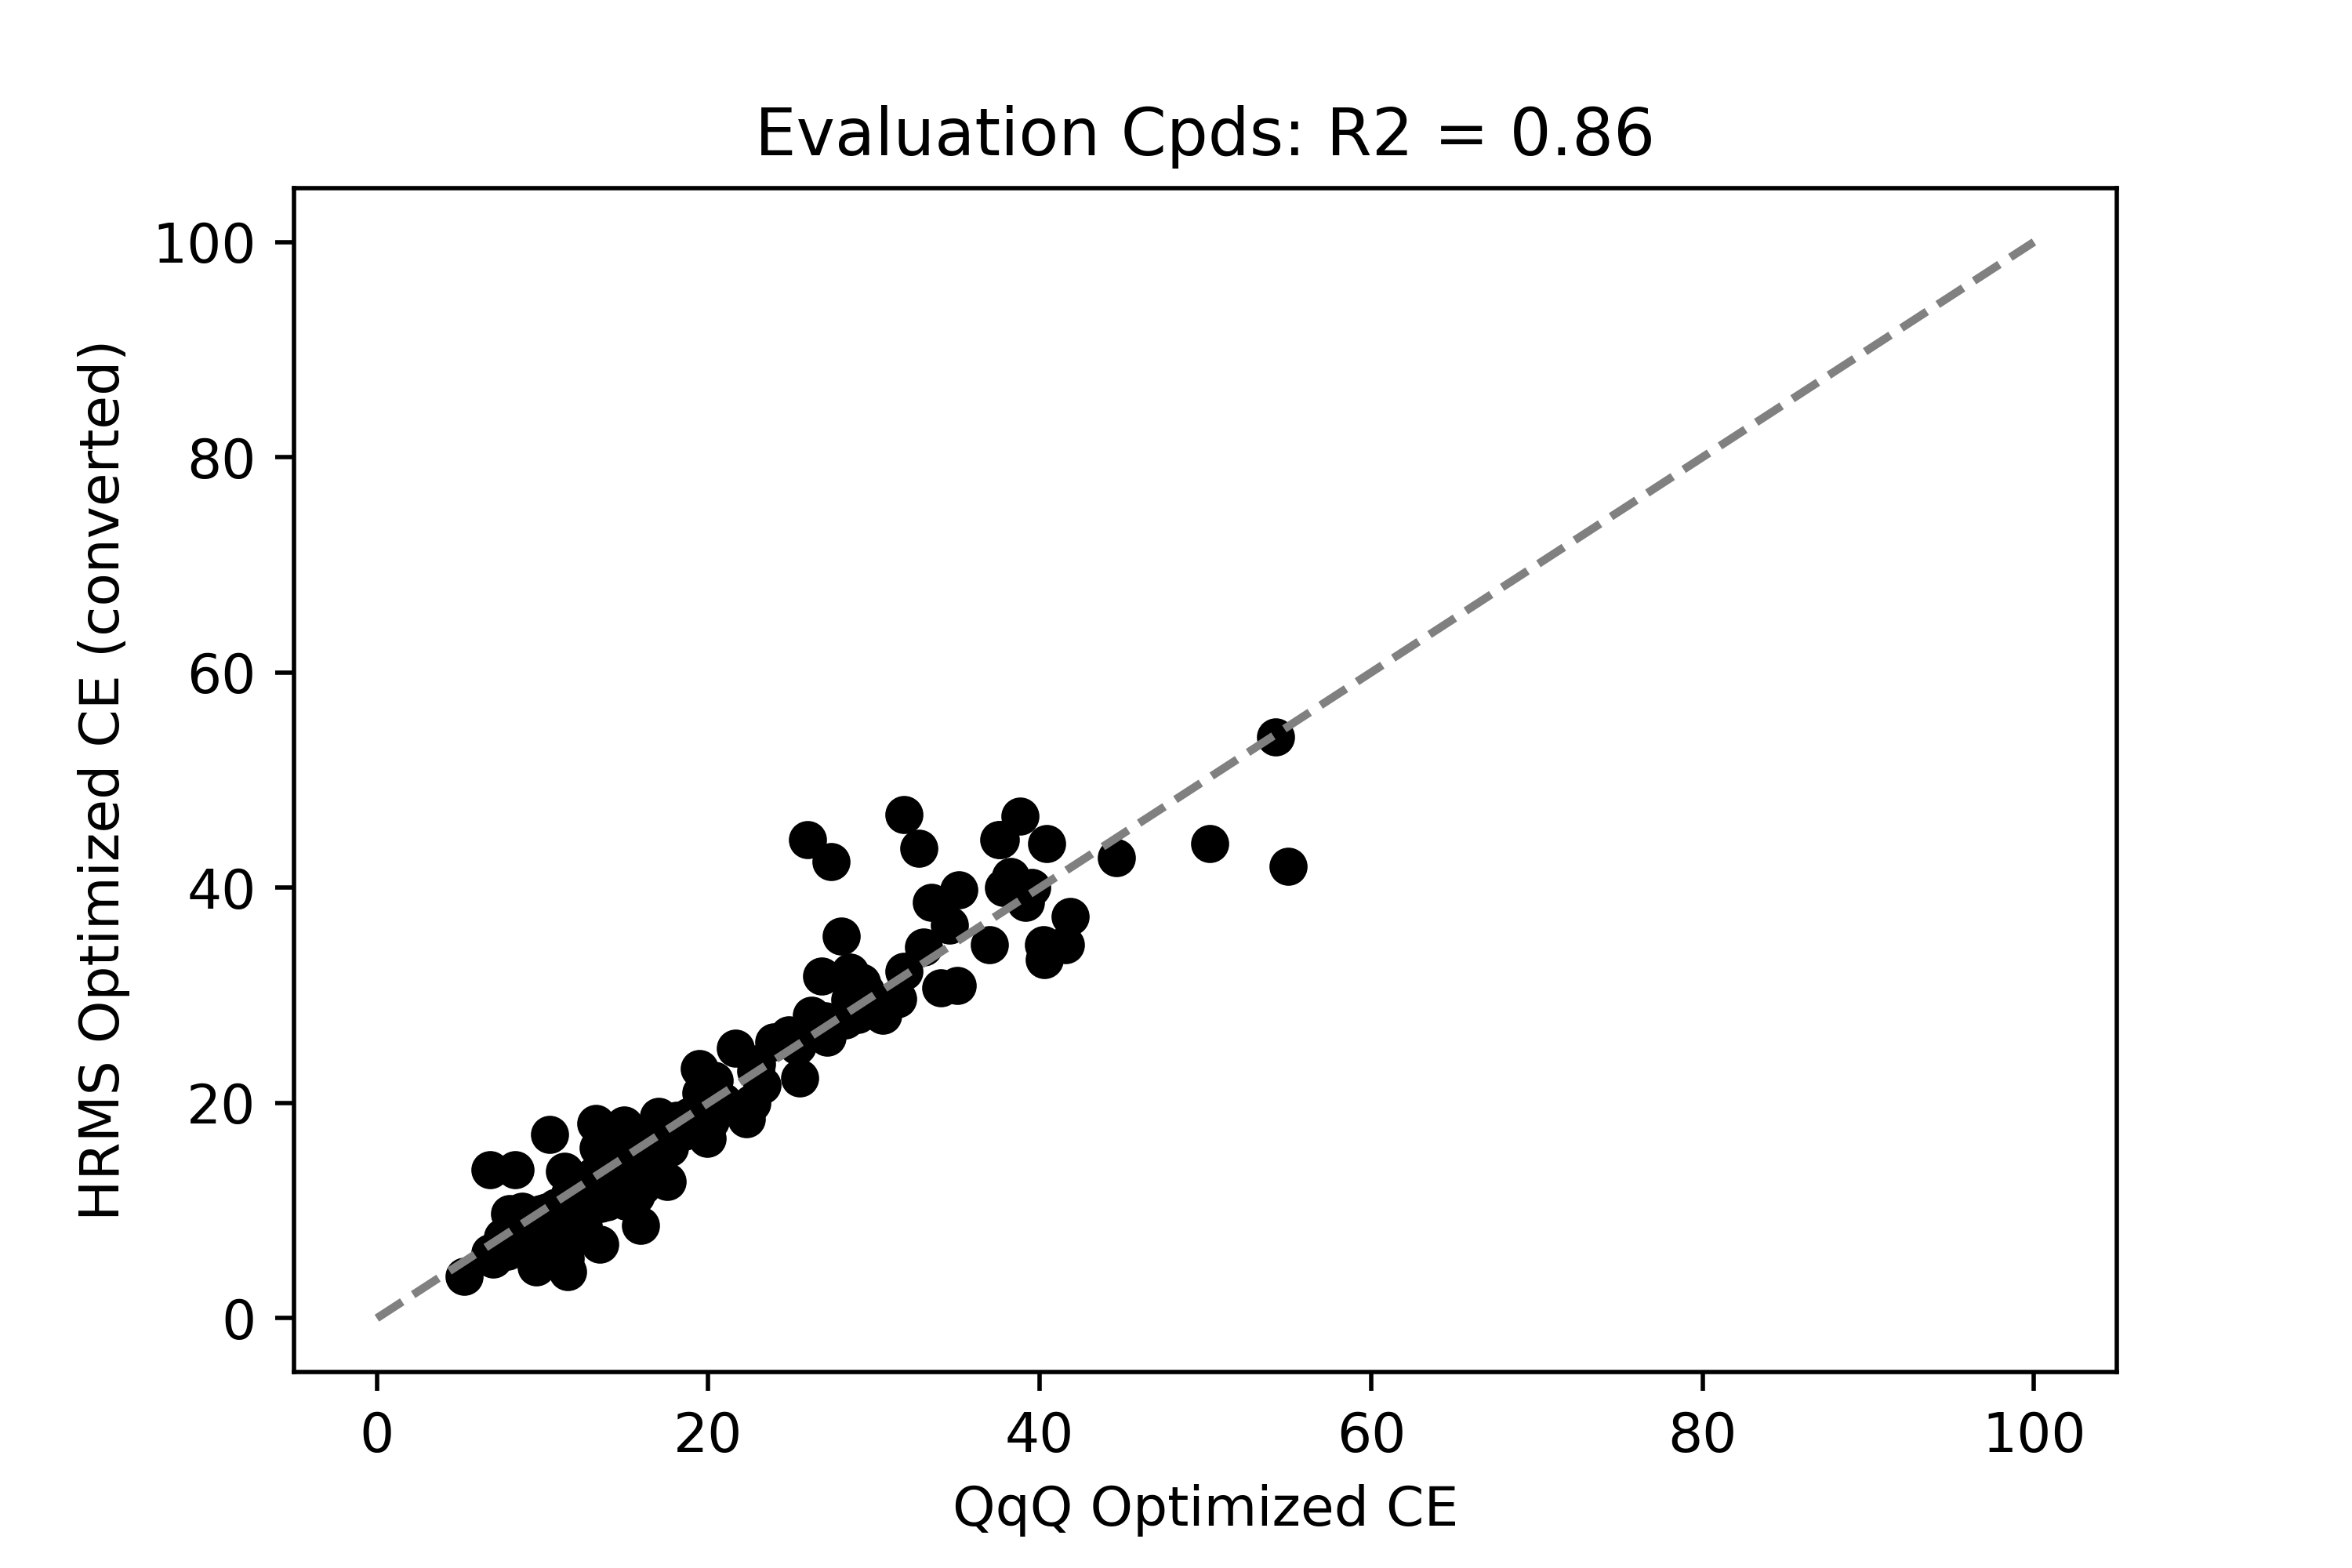 Evaluation Cpds: R2 = 0.86
HRMS Optimized CE (converted)
100
80
60
40
20
0
0 20 40 60 80 100
QqQ Optimized CE